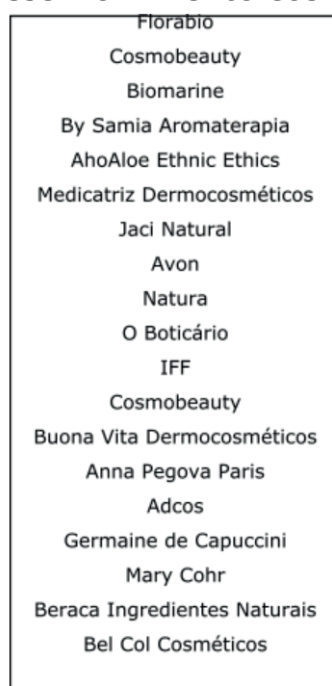 Florabio
Cosmobeauty
Biomarine
By Samia Aromaterapia
AhoAloe Ethnic Ethics
Medicatriz Dermocosméticos
Jaci Natural
Avon
Natura
O Boticário
IFF
Cosmobeauty
Buona Vita Dermocosméticos
Anna Pegova Paris
Adcos
Germaine de Capuccini
Mary Cohr
Beraca Ingredientes Naturais
Bel Col Cosméticos